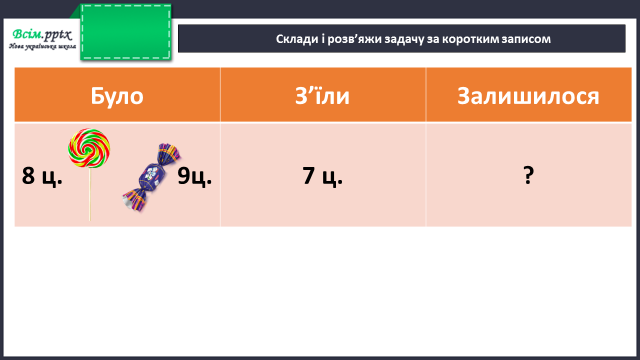 Всім.pptx
Нова українська школа
Склади і розв’яжи задачу за коротким записом
Було З’їли Залишилося
8 ц. 9ц. 7 ц. ?